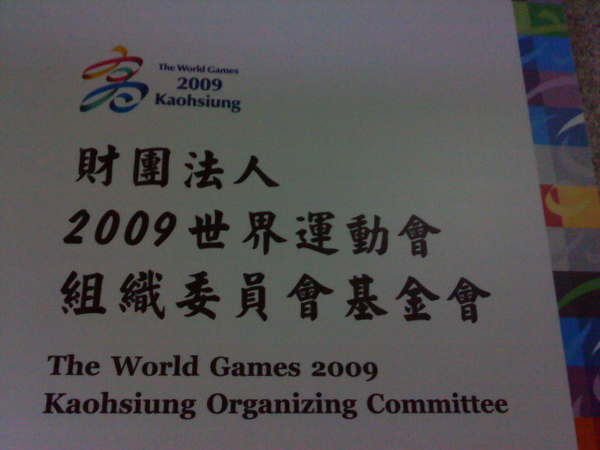 The World Games
2009
Kaohsiung
財團法人
2009世界運動會
組織委員會基金會
The World Games 2009
Kaohsiung Organizing Committee